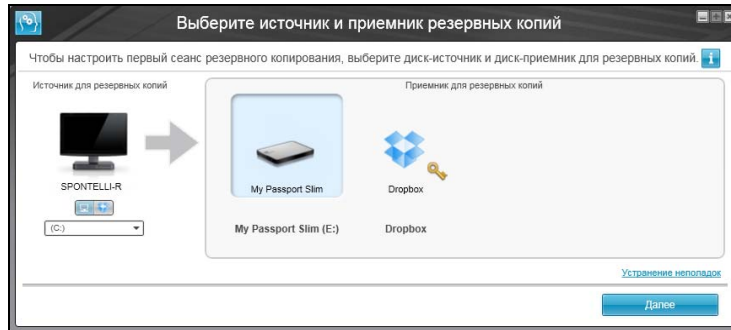 Выберите источник и приемник резервных копий
Чтобы настроить первый сеанс резервного копирования, выберите диск-источник и диск-приемник для резервных копий.
Источник для резервных копий
Приемник для резервных копий
SPONTELLI-R
(C:)
My Passport Slim
Dropbox
My Passport Slim (E:)
Dropbox
Устранение неполадок
Далее